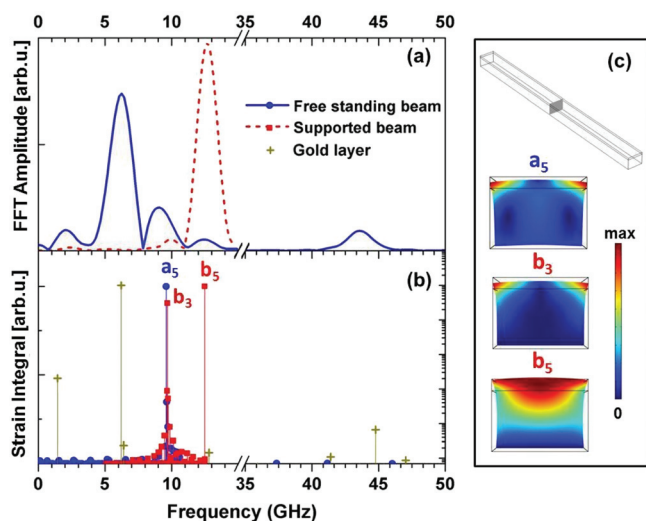 0 5 10 35 40 45 50
(a)
FFT Amplitude [arb.u.]
Free standing beam
Supported beam
Gold layer
(b)
Strain Integral [arb.u.]
a5
b3
b5
0 5 10 35 40 45 50
Frequency (GHz)
(c)
a5
b3
b5
max
0